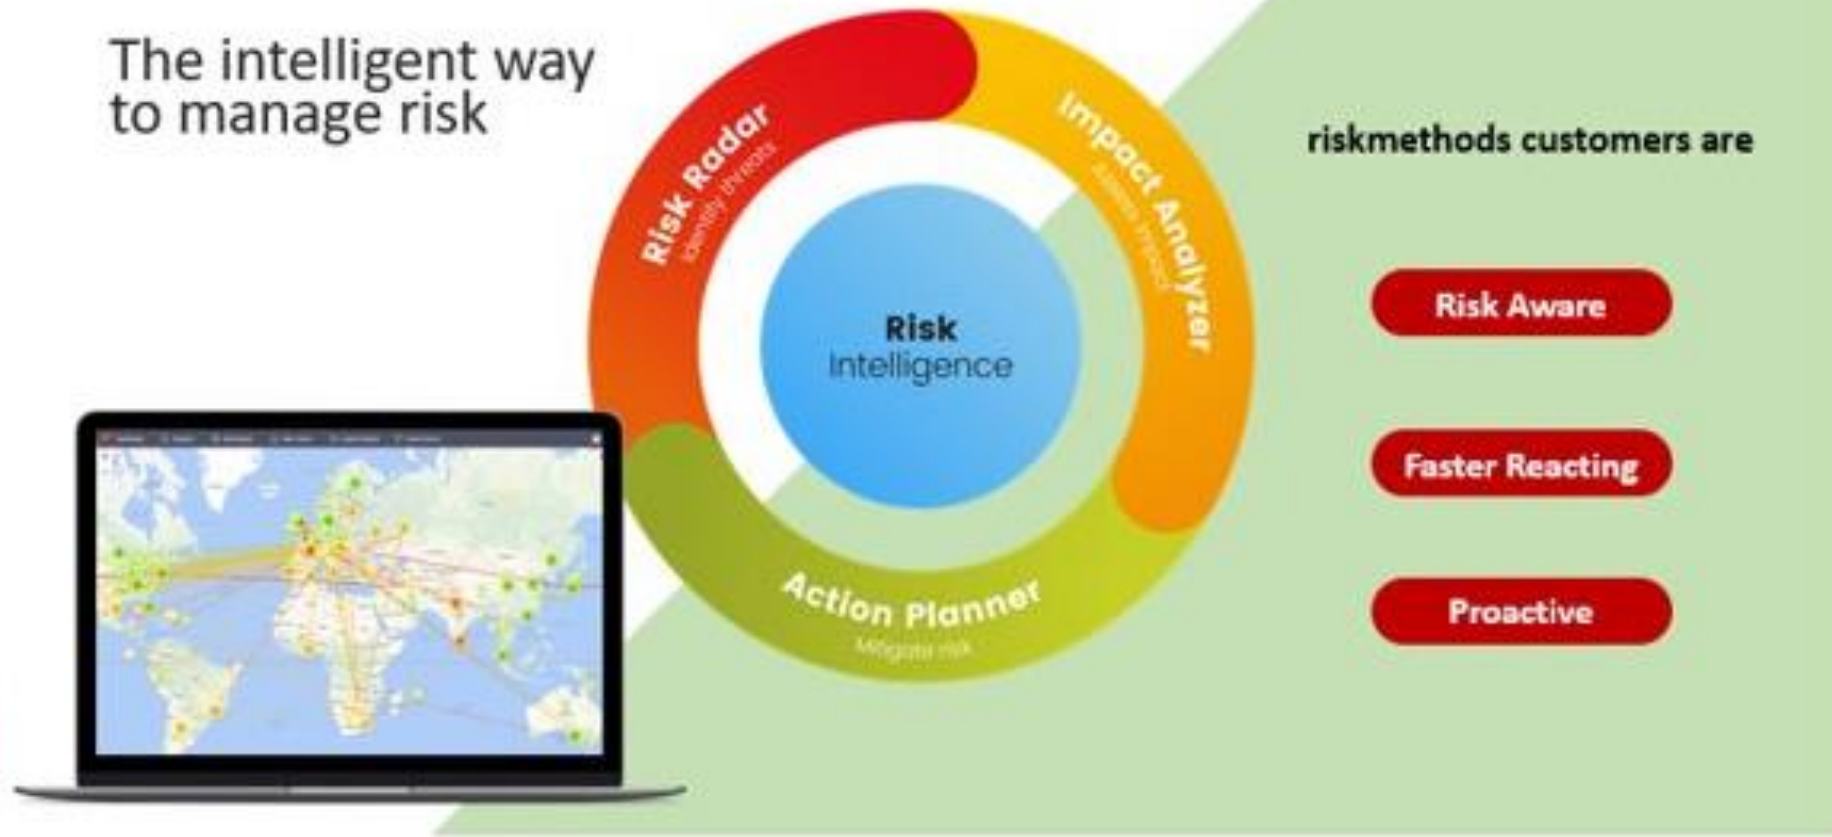 The intelligent way
to manage risk
Risk Radar
Identify threats
Impact Analyzer
Assess impact
Risk
Intelligence
Action Planner
Mitigate risk
riskmethods customers are
Risk Aware
Faster Reacting
Proactive